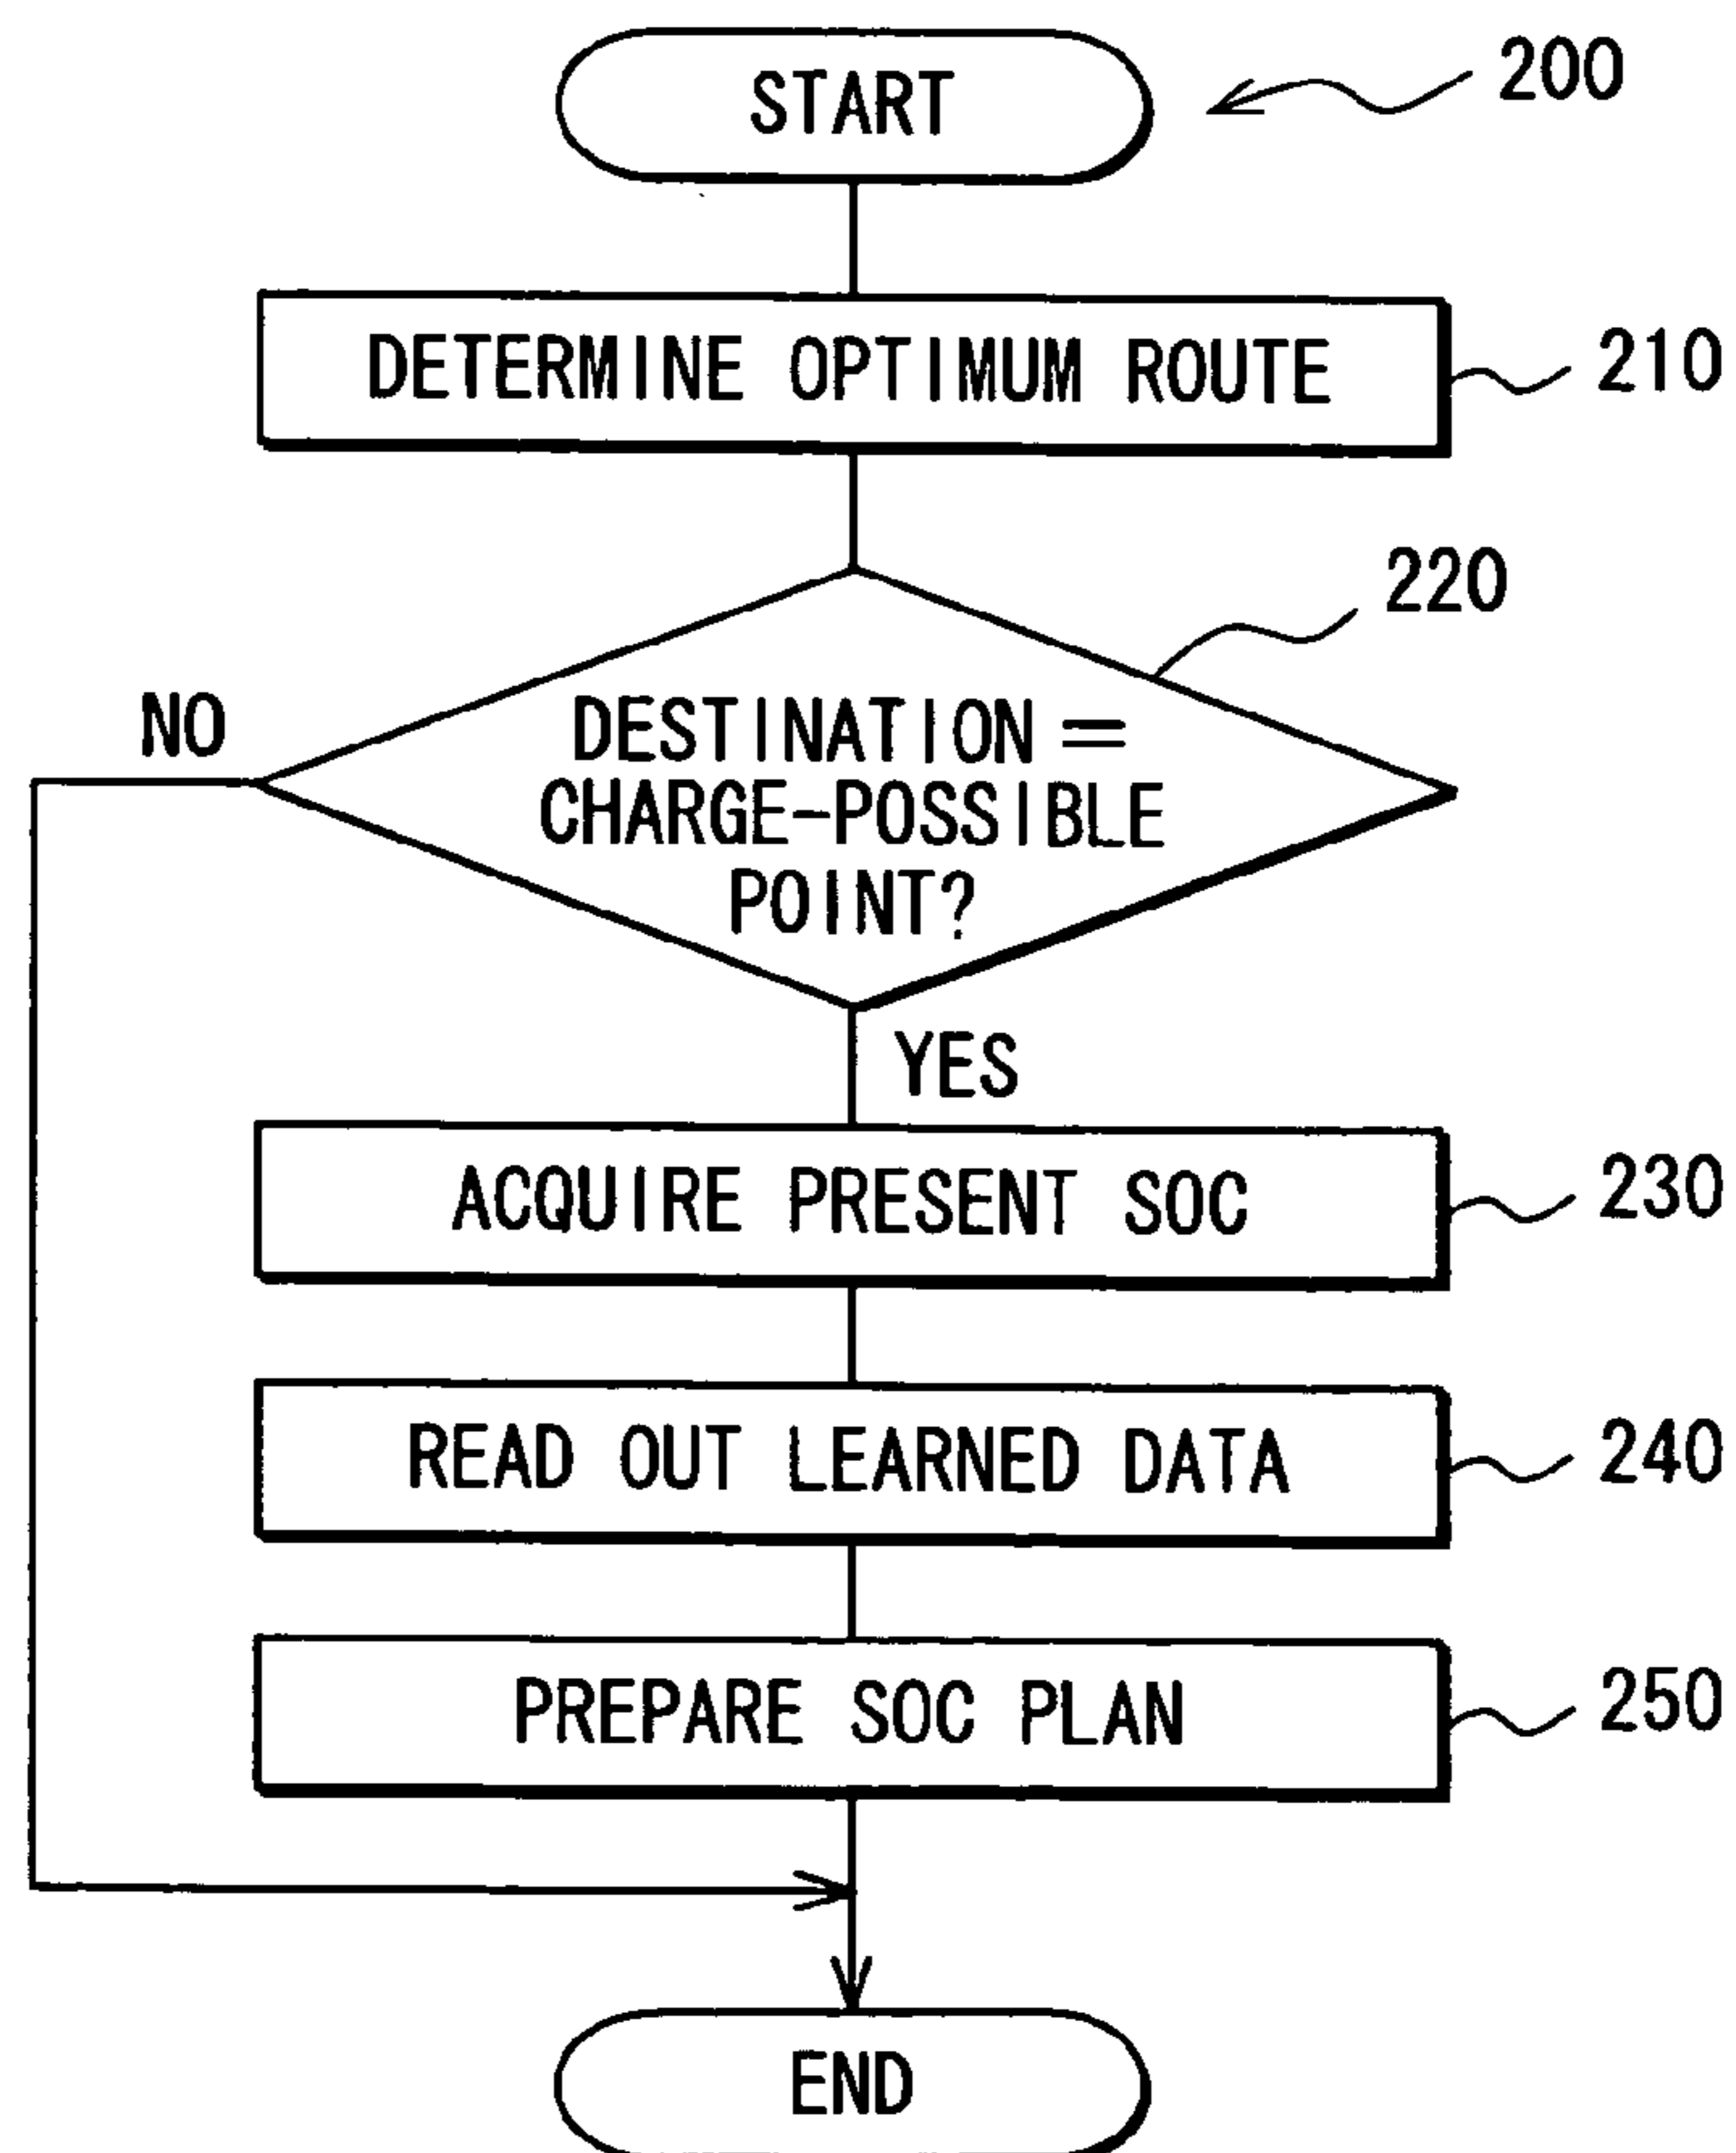 START
200
DETERMINE OPTIMUM ROUTE
210
220
NO
DESTINATION =
CHARGE-POSSIBLE
POINT?
YES
ACQUIRE PRESENT SOC
230
READ OUT LEARNED DATA
240
PREPARE SOC PLAN
250
END